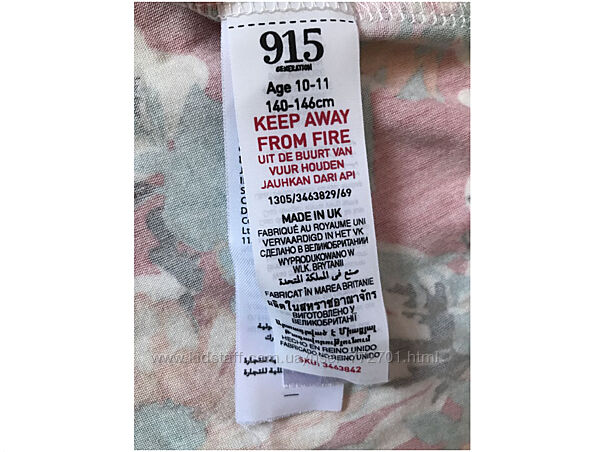 915
GENERATION
Age 10-11
140-146cm
KEEP AWAY
FROM FIRE
UIT DE BUURT VAN
VUUR HOUDEN
JAUHKAN DARI API
1305/3463829/69
MADE IN UK
FABRIQUÉ AU ROYAUME UNI
VERVAARDIGD IN HET VK
СДЕЛАНО В ВЕЛИКОБРИТАНИИ
WYPRODUKOWANO W
WLK. BRYTANII
صنع في المملكة المتحدة
FABRICAT ÎN MAREA BRITANIE
ผลิตในสหราชอาณาจักร
ВИГОТОВЛЕНО У
ВЕЛИКОБРИТАНІЇ
HECHO EN REINO UNIDO
FABRICADO REINO UNIDO
SKU: 3463842